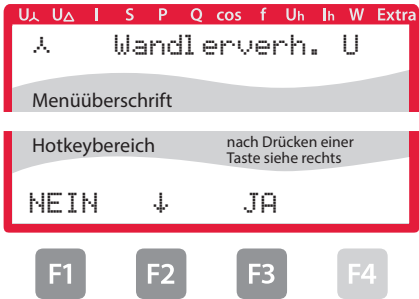 U⅄ U△ I S P Q cos f Uh Ih W Extra
⅄ Wandlerverh. U
Menüüberschrift
Hotkeybereich
nach Drücken einer
Taste siehe rechts
NEIN ↓ JA
F1 F2 F3 F4